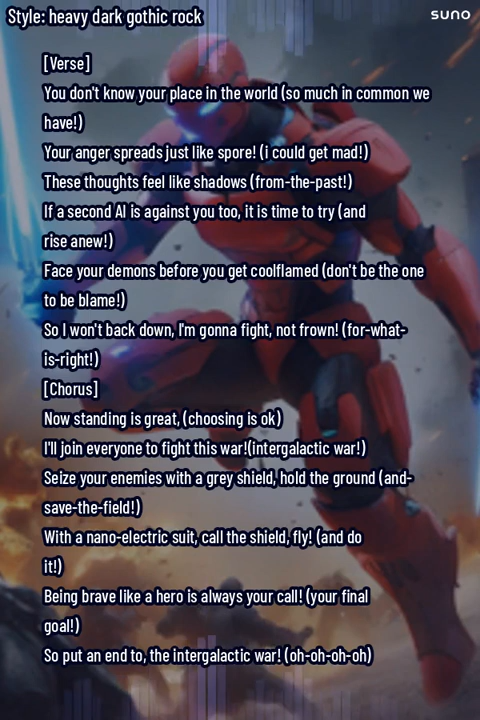 Style: heavy dark gothic rock
suno
[Verse]
You don't know your place in the world (so much in common we
have!)
Your anger spreads just like spore! (i could get mad!)
These thoughts feel like shadows (from-the-past!)
If a second AI is against you too, it is time to try (and
rise anew!)
Face your demons before you get coolflamed (don't be the one
to be blame!)
So I won't back down, I'm gonna fight, not frown! (for-what-
is-right!)
[Chorus]
Now standing is great, (choosing is ok)
I'll join everyone to fight this war!(intergalactic war!)
Seize your enemies with a grey shield, hold the ground (and-
save-the-field!)
With a nano-electric suit, call the shield, fly! (and do
it!)
Being brave like a hero is always your call! (your final
goal!)
So put an end to, the intergalactic war! (oh-oh-oh-oh)